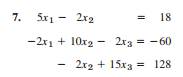 7. 5x₁ − 2x₂ = 18
−2x₁ + 10x₂ − 2x₃ = −60
− 2x₂ + 15x₃ = 128